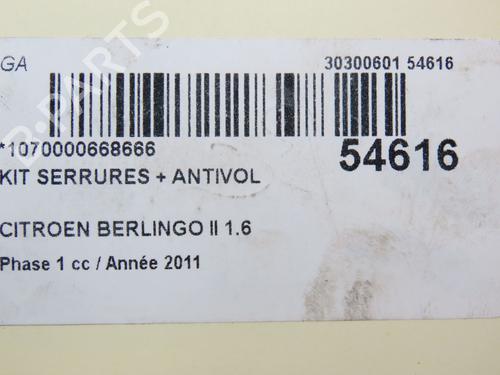 GA
30300601 54616
*1070000668666
54616
KIT SERRURES + ANTIVOL
CITROEN BERLINGO II 1.6
Phase 1 cc / Année 2011
B-PARTS